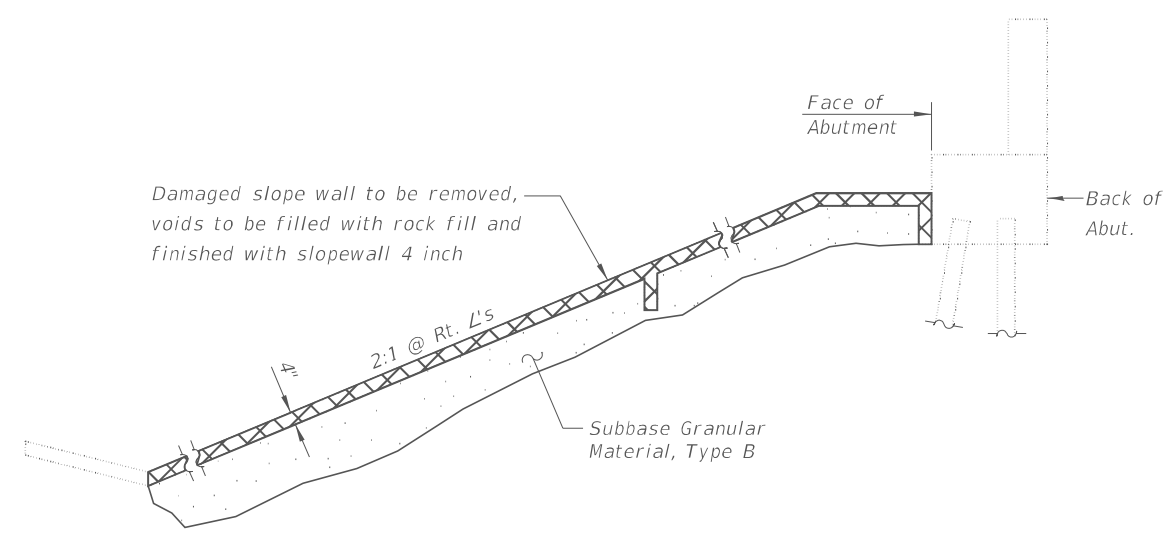 Face of
Abutment
Damaged slope wall to be removed,
voids to be filled with rock fill and
finished with slopewall 4 inch
Back of
Abut.
2:1 @ Rt. ∠'s
4"
Subbase Granular
Material, Type B